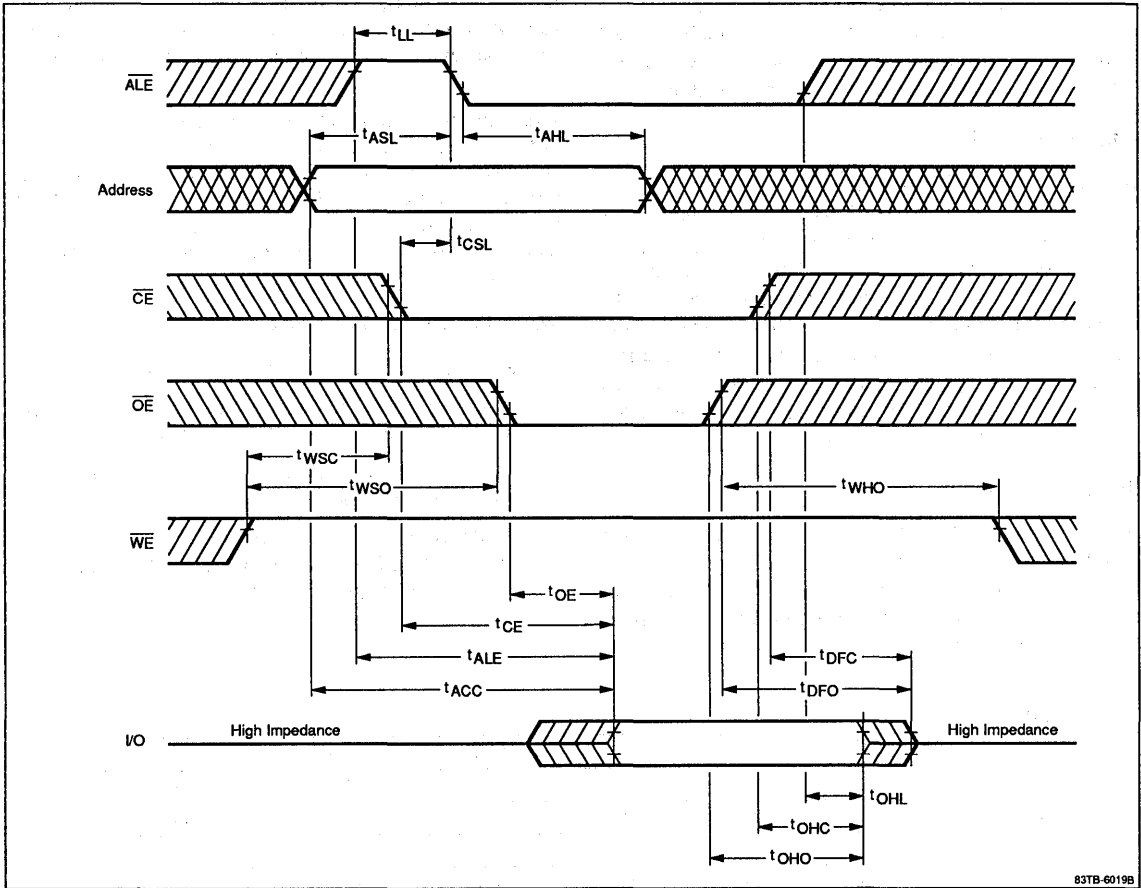 tLL
ALE
tASL
tAHL
Address
tCSL
CE
OE
tWSC
tWSO
tWHO
WE
tOE
tCE
tALE
tDFC
tACC
tDFO
High Impedance
High Impedance
I/O
tOHL
tOHC
tOHO
83TB-6019B